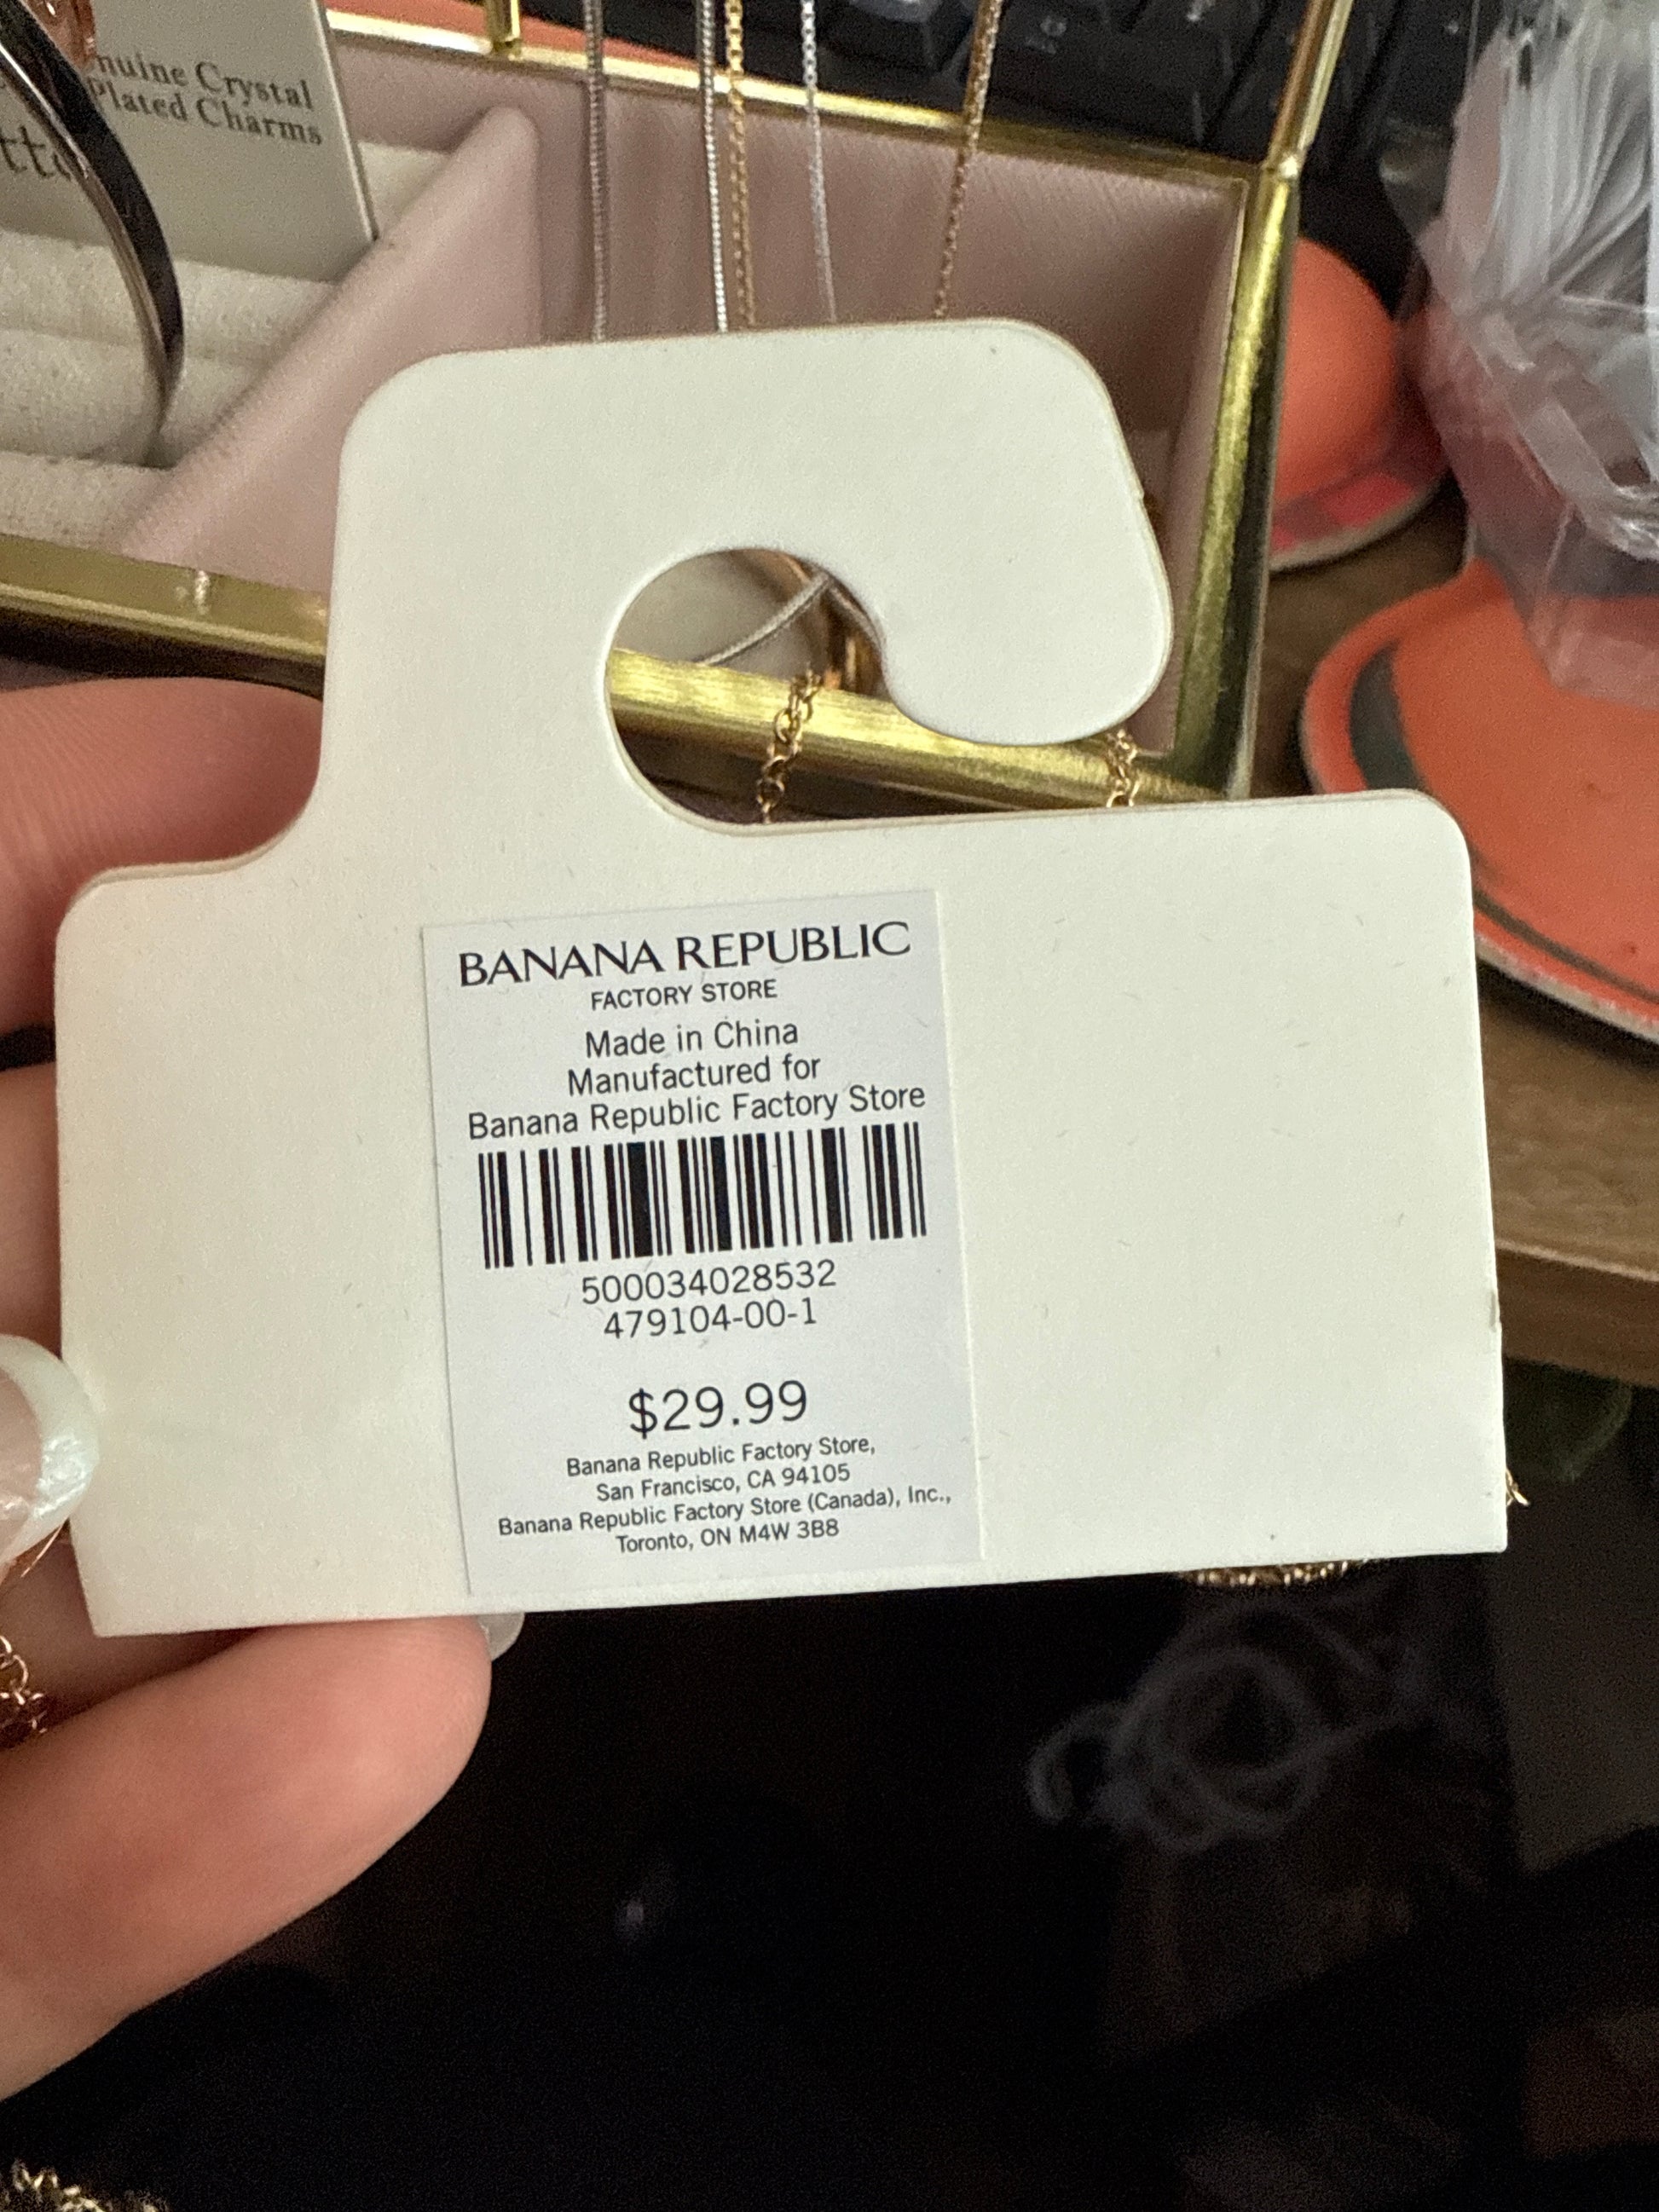 Crystal
Plated Charms
BANANA REPUBLIC
FACTORY STORE
Made in China
Manufactured for
Banana Republic Factory Store
500034028532
479104-00-1
$29.99
Banana Republic Factory Store,
San Francisco, CA 94105
Banana Republic Factory Store (Canada), Inc.,
Toronto, ON M4W 3B8